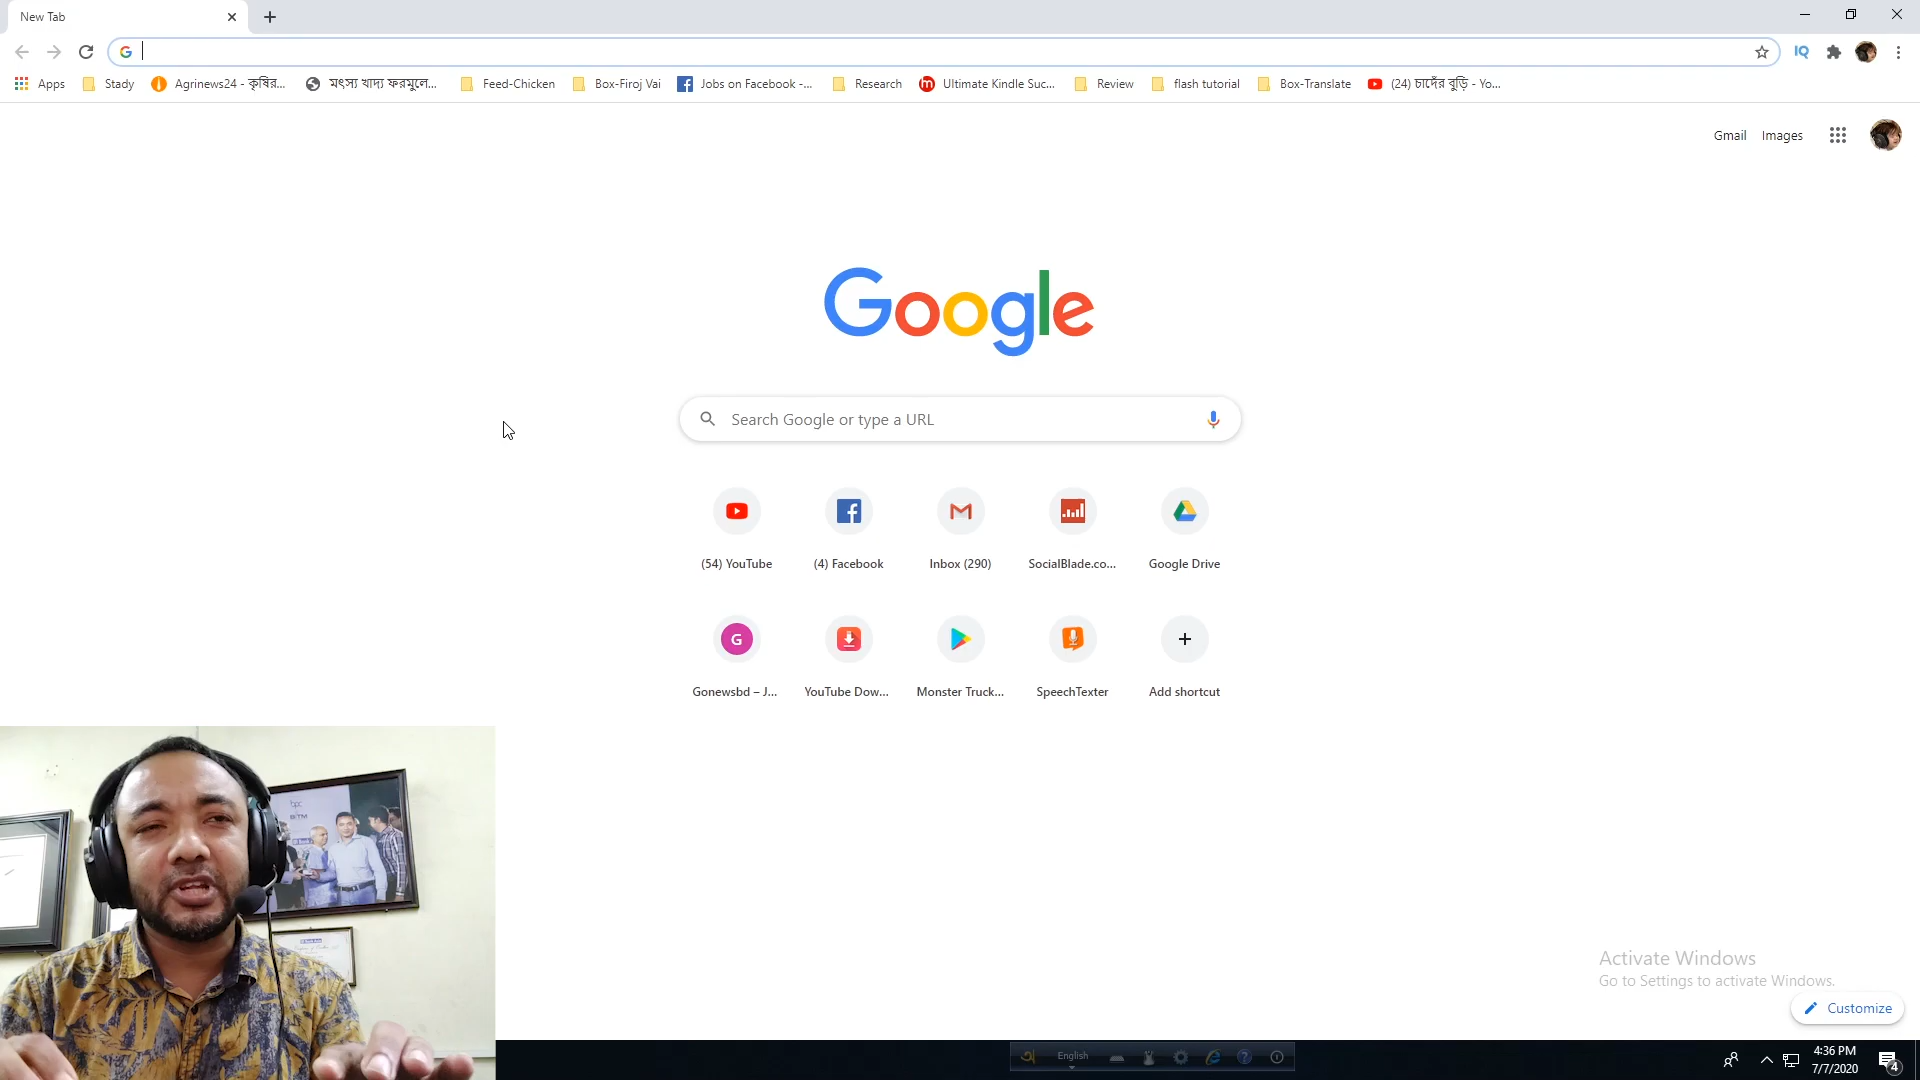 New Tab
Apps
Stady
Agrinews24 - কৃষির...
মৎস্য খাদ্য ফরমুলে...
Feed-Chicken
Box-Firoj Vai
Jobs on Facebook -...
Research
Ultimate Kindle Suc...
Review
flash tutorial
Box-Translate
(24) চাদেঁর বুড়ি - Yo...
Gmail
Images
Google
Search Google or type a URL
(54) YouTube
(4) Facebook
Inbox (290)
SocialBlade.co...
Google Drive
G
Gonewsbd – J...
YouTube Dow...
Monster Truck...
SpeechTexter
Add shortcut
bpc
BITM
Activate Windows
Go to Settings to activate Windows.
Customize
English
4:36 PM
7/7/2020
4